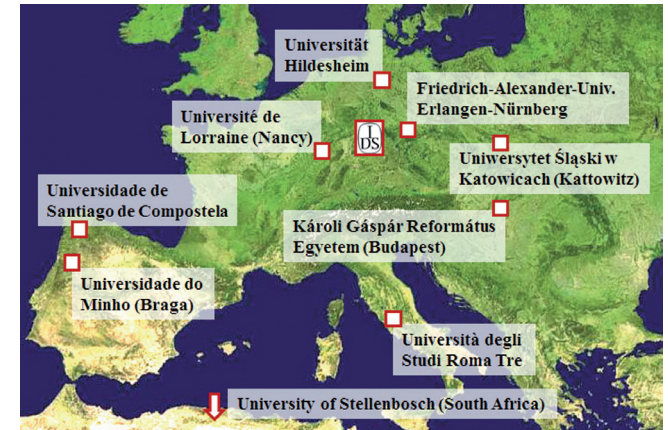 Universität
Hildesheim
Friedrich-Alexander-Univ.
Erlangen-Nürnberg
Université de
Lorraine (Nancy)
I
DS
Uniwersytet Śląski w
Katowicach (Kattowitz)
Universidade de
Santiago de Compostela
Károli Gáspár Református
Egyetem (Budapest)
Universidade do
Minho (Braga)
Università degli
Studi Roma Tre
University of Stellenbosch (South Africa)